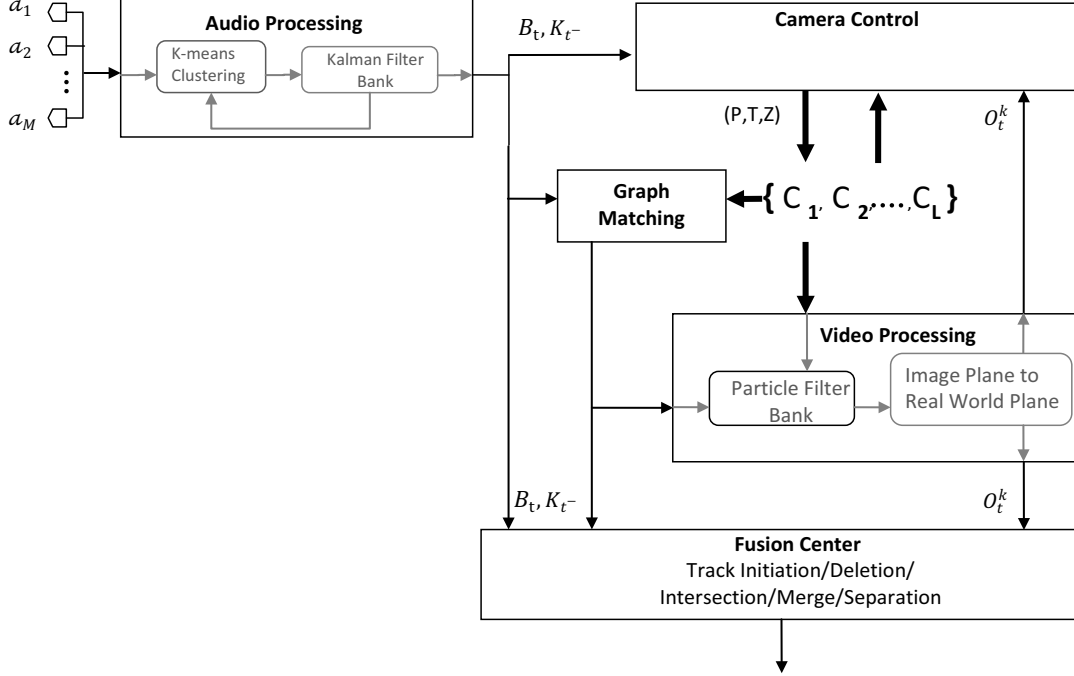 a1
a2
⋮
aM
Audio Processing
K-means
Clustering
Kalman Filter
Bank
Bt, Kt−
Camera Control
(P,T,Z)
O_t^k
Graph
Matching
{ C1, C2,....,CL}
Video Processing
Particle Filter
Bank
Image Plane to
Real World Plane
Bt, Kt−
O_t^k
Fusion Center
Track Initiation/Deletion/
Intersection/Merge/Separation